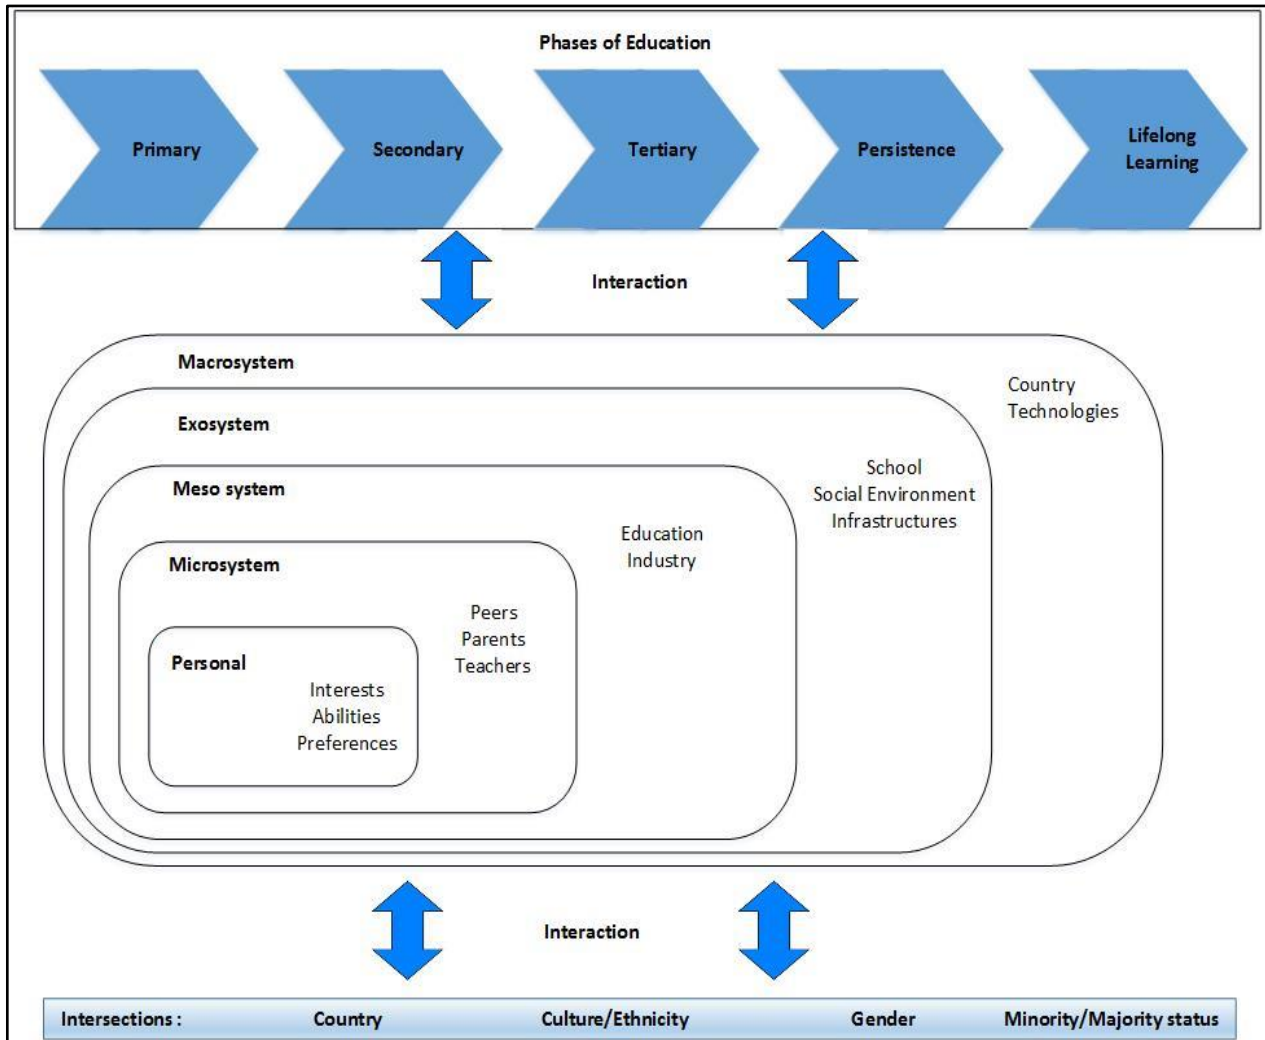 Phases of Education
Primary
Secondary
Tertiary
Persistence
Lifelong
Learning
Interaction
Macrosystem
Country
Technologies
Exosystem
School
Social Environment
Infrastructures
Meso system
Education
Industry
Microsystem
Peers
Parents
Teachers
Personal
Interests
Abilities
Preferences
Interaction
Intersections : Country Culture/Ethnicity Gender Minority/Majority status